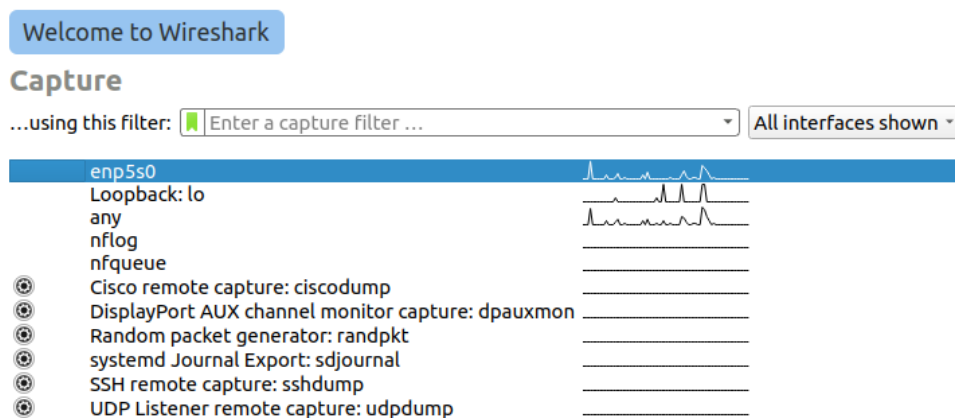 Welcome to Wireshark
Capture
…using this filter: Enter a capture filter … All interfaces shown
enp5s0
Loopback: lo
any
nflog
nfqueue
Cisco remote capture: ciscodump
DisplayPort AUX channel monitor capture: dpauxmon
Random packet generator: randpkt
systemd Journal Export: sdjournal
SSH remote capture: sshdump
UDP Listener remote capture: udpdump